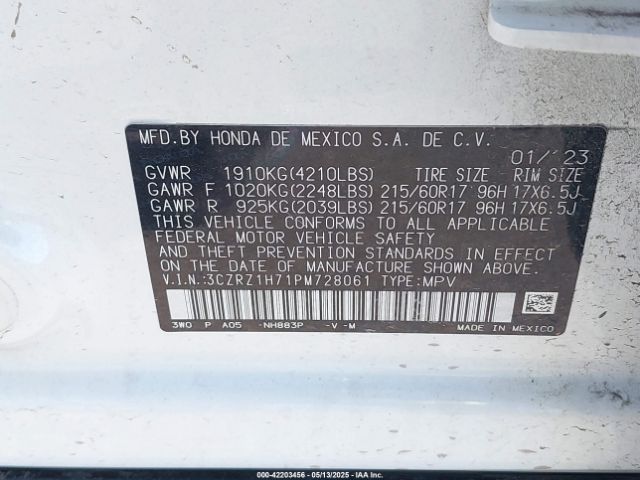 MFD.BY HONDA DE MEXICO S.A. DE C.V.
01/'23
GVWR 1910KG(4210LBS) TIRE SIZE RIM SIZE
GAWR F 1020KG(2248LBS) 215/60R17 96H 17X6.5J
GAWR R 925KG(2039LBS) 215/60R17 96H 17X6.5J
THIS VEHICLE CONFORMS TO ALL APPLICABLE
FEDERAL MOTOR VEHICLE SAFETY
AND THEFT PREVENTION STANDARDS IN EFFECT
ON THE DATE OF MANUFACTURE SHOWN ABOVE.
V.I.N.:3CZRZ1H71PM728061 TYPE:MPV
3W0 P A05 -NH883P -V-M MADE IN MEXICO
000-42203456 - 05/13/2025 - IAA Inc.